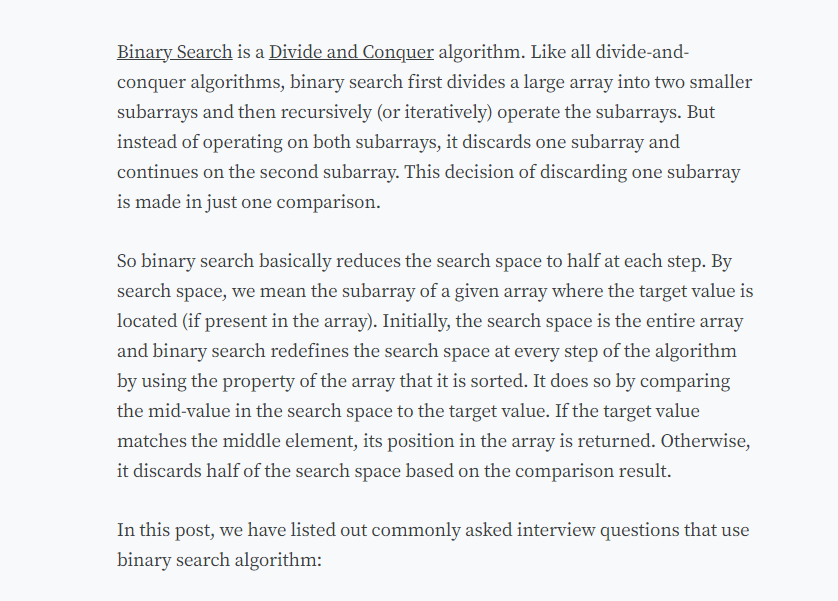 Binary Search is a Divide and Conquer algorithm. Like all divide-and-
conquer algorithms, binary search first divides a large array into two smaller
subarrays and then recursively (or iteratively) operate the subarrays. But
instead of operating on both subarrays, it discards one subarray and
continues on the second subarray. This decision of discarding one subarray
is made in just one comparison.
So binary search basically reduces the search space to half at each step. By
search space, we mean the subarray of a given array where the target value is
located (if present in the array). Initially, the search space is the entire array
and binary search redefines the search space at every step of the algorithm
by using the property of the array that it is sorted. It does so by comparing
the mid-value in the search space to the target value. If the target value
matches the middle element, its position in the array is returned. Otherwise,
it discards half of the search space based on the comparison result.
In this post, we have listed out commonly asked interview questions that use
binary search algorithm: